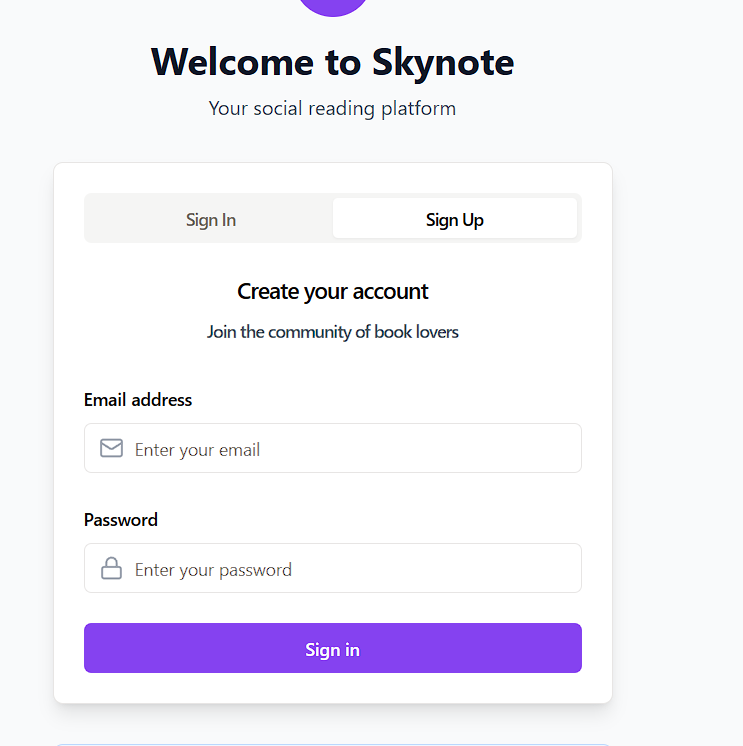 Welcome to Skynote
Your social reading platform
Sign In
Sign Up
Create your account
Join the community of book lovers
Email address
Enter your email
Password
Enter your password
Sign in